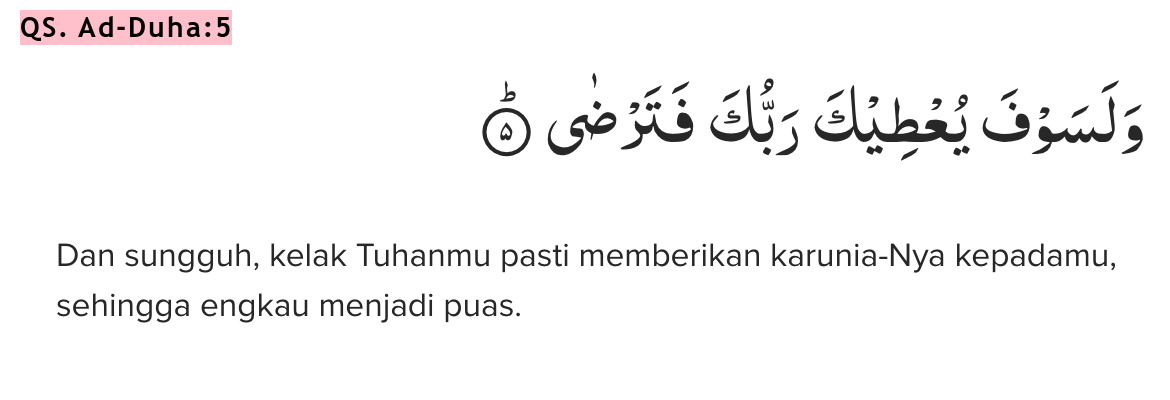 QS. Ad-Duha:5
وَلَسَوْفَ يُعْطِيْكَ رَبُّكَ فَتَرْضٰىۗ ۝٥
Dan sungguh, kelak Tuhanmu pasti memberikan karunia-Nya kepadamu,
sehingga engkau menjadi puas.